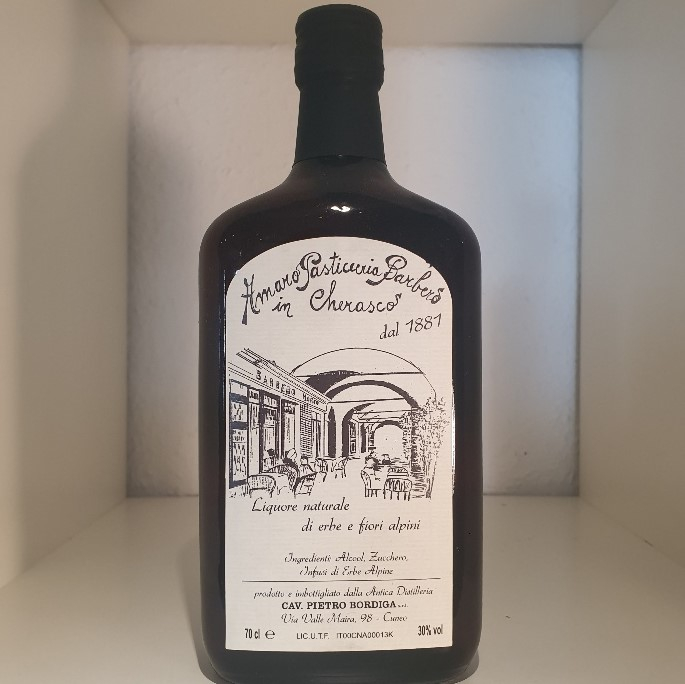 Amaro Pasticceria Barbero
in Cherasco
dal 1881
BARBERO
Liquore naturale
di erbe e fiori alpini
Ingredienti: Alcool, Zucchero,
Infusi di Erbe Alpine
prodotto e imbottigliato dalla Antica Distilleria
CAV. PIETRO BORDIGA s.r.l.
Via Valle Maira, 98 - Cuneo
70 cl e LIC.U.T.F. IT00CNA00013K 30% vol